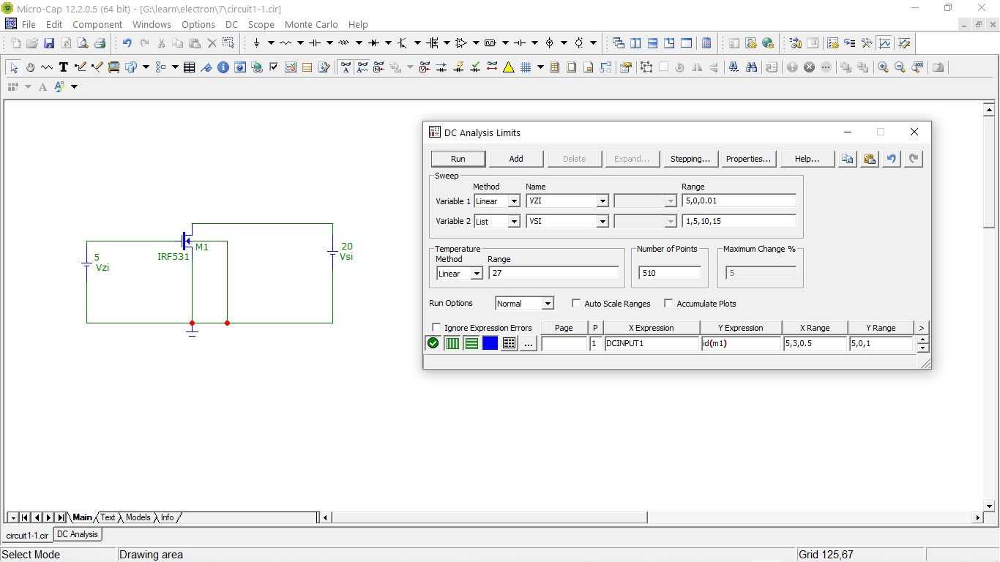 Micro-Cap 12.2.0.5 (64 bit) - [G:\learn\electron\7\circuit1-1.cir]
File Edit Component Windows Options DC Scope Monte Carlo Help
M1
IRF531
5
Vzi
20
Vsi
DC Analysis Limits
Run Add Delete Expand... Stepping... Properties... Help...
Sweep
Method Name Range
Variable 1 Linear VZI 5,0,0.01
Variable 2 List VSI 1,5,10,15
Temperature
Method Range
Linear 27
Number of Points
510
Maximum Change %
5
Run Options Normal Auto Scale Ranges Accumulate Plots
Ignore Expression Errors Page P X Expression Y Expression X Range Y Range >
... 1 DCINPUT1 id(m1) 5,3,0.5 5,0,1
Main Text Models Info
circuit1-1.cir DC Analysis
Select Mode Drawing area Grid 125,67